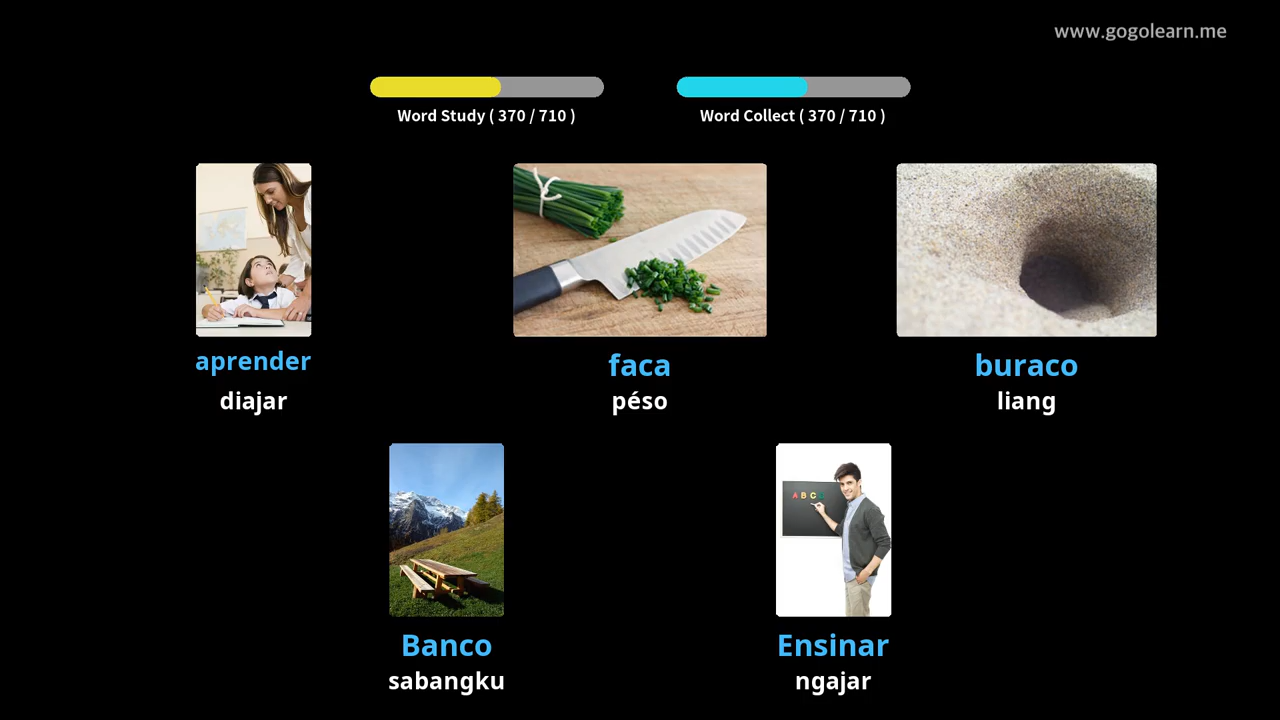 www.gogolearn.me
Word Study ( 370 / 710 )
Word Collect ( 370 / 710 )
aprender
diajar
faca
péso
buraco
liang
A B C
Banco
sabangku
Ensinar
ngajar